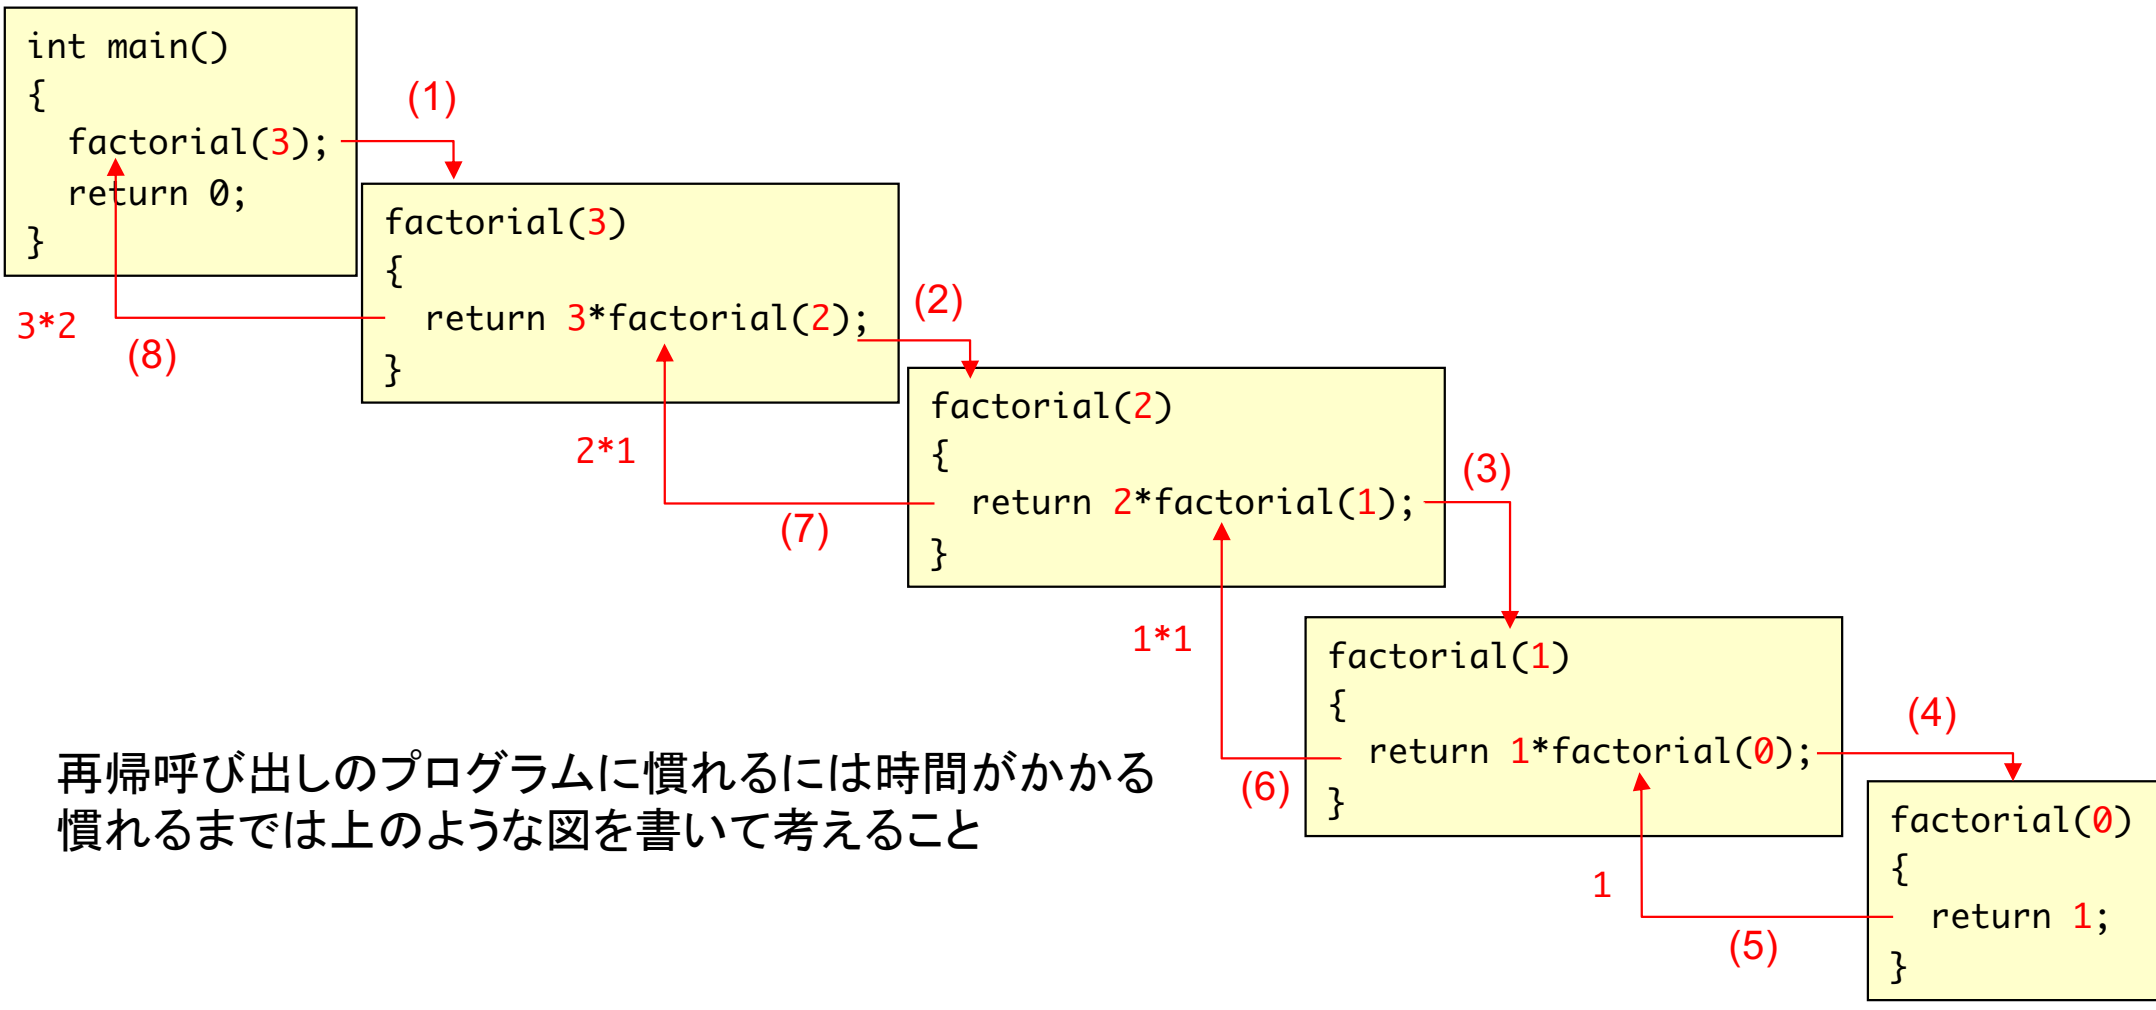 int main()
{
  factorial(3);
  return 0;
}
(1)
factorial(3)
{
  return 3*factorial(2);
}
3*2
(8)
(2)
factorial(2)
{
  return 2*factorial(1);
}
2*1
(7)
(3)
factorial(1)
{
  return 1*factorial(0);
}
1*1
(6)
(4)
factorial(0)
{
  return 1;
}
1
(5)
再帰呼び出しのプログラムに慣れるには時間がかかる
慣れるまでは上のような図を書いて考えること